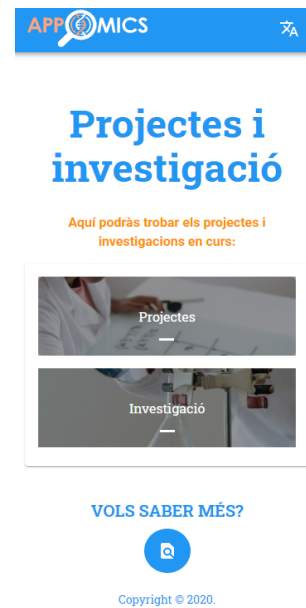 APPOMICS
Projectes i
investigació
Aquí podràs trobar els projectes i
investigacions en curs:
Projectes
Investigació
VOLS SABER MÉS?
Copyright © 2020.